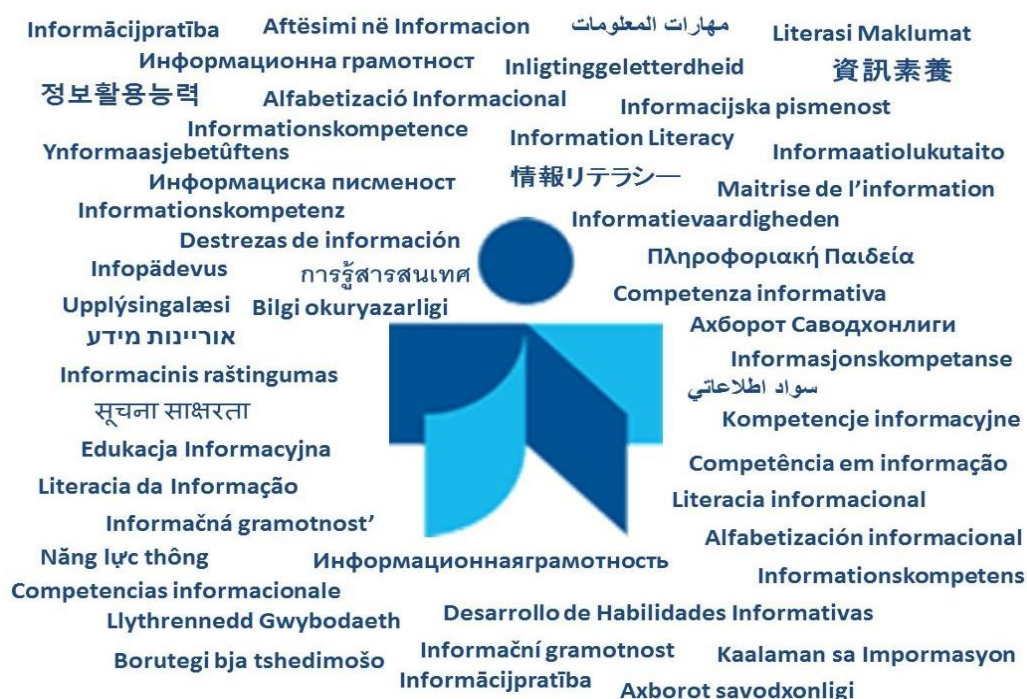 Informācijpratība
Aftësimi në Informacion
مهارات المعلومات
Literasi Maklumat
Информационна грамотност
Inligtinggeletterdheid
資訊素養
정보활용능력
Alfabetizació Informacional
Informacijska pismenost
Informationskompetence
Information Literacy
Ynformaasjebetûftens
Informaatiolukutaito
Информациска писменост
情報リテラシー
Maitrise de l’information
Informationskompetenz
Informatievaardigheden
Destrezas de información
Πληροφοριακή Παιδεία
Infopädevus
การรู้สารสนเทศ
Competenza informativa
Upplýsingalæsi
Bilgi okuryazarligi
Ахборот Саводхонлиги
אוריינות מידע
Informasjonskompetanse
Informacinis raštingumas
سواد اطلاعاتي
सूचना साक्षरता
Kompetencje informacyjne
Edukacja Informacyjna
Competência em informação
Literacia da Informação
Literacia informacional
Informačná gramotnost’
Alfabetización informacional
Năng lực thông
Информационнаяграмотность
Informationskompetens
Competencias informacionale
Desarrollo de Habilidades Informativas
Llythrennedd Gwybodaeth
Informační gramotnost
Kaalaman sa Impormasyon
Borutegi bja tshedimošo
Informācijpratība
Axborot savodxonligi